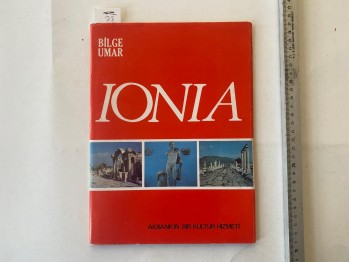 BİLGE
UMAR
IONIA
AKBANK'IN BİR KÜLTÜR HİZMETİ